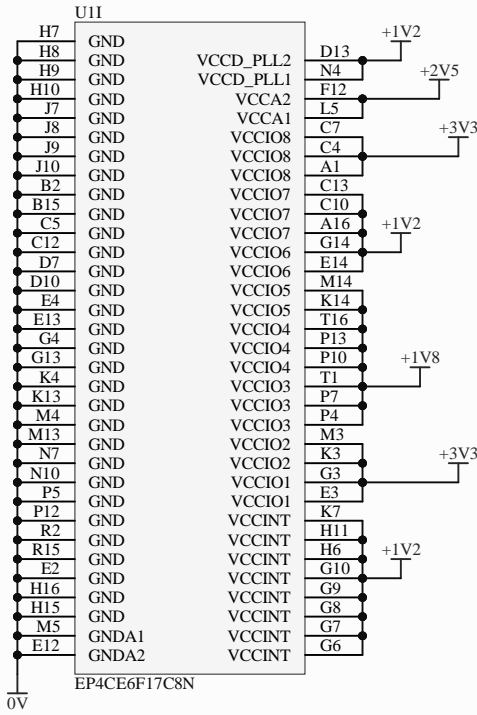 U1I
H7 GND
+1V2
H8 GND VCCD_PLL2 D13
H9 GND VCCD_PLL1 N4
+2V5
H10 GND VCCA2 F12
J7 GND VCCA1 L5
+3V3
J8 GND VCCIO8 C7
J9 GND VCCIO8 C4
J10 GND VCCIO8 A1
B2 GND VCCIO7 C13
B15 GND VCCIO7 C10
C5 GND VCCIO7 A16
+1V2
C12 GND VCCIO6 G14
D7 GND VCCIO6 E14
D10 GND VCCIO5 M14
E4 GND VCCIO5 K14
E13 GND VCCIO4 T16
G4 GND VCCIO4 P13
G13 GND VCCIO4 P10
+1V8
K4 GND VCCIO3 T1
K13 GND VCCIO3 P7
M4 GND VCCIO3 P4
M13 GND VCCIO2 M3
N7 GND VCCIO2 K3
+3V3
N10 GND VCCIO1 G3
P5 GND VCCIO1 E3
P12 GND VCCINT K7
R2 GND VCCINT H11
R15 GND VCCINT H6
+1V2
E2 GND VCCINT G10
H16 GND VCCINT G9
H15 GND VCCINT G8
M5 GNDA1 VCCINT G7
E12 GNDA2 VCCINT G6
EP4CE6F17C8N
0V